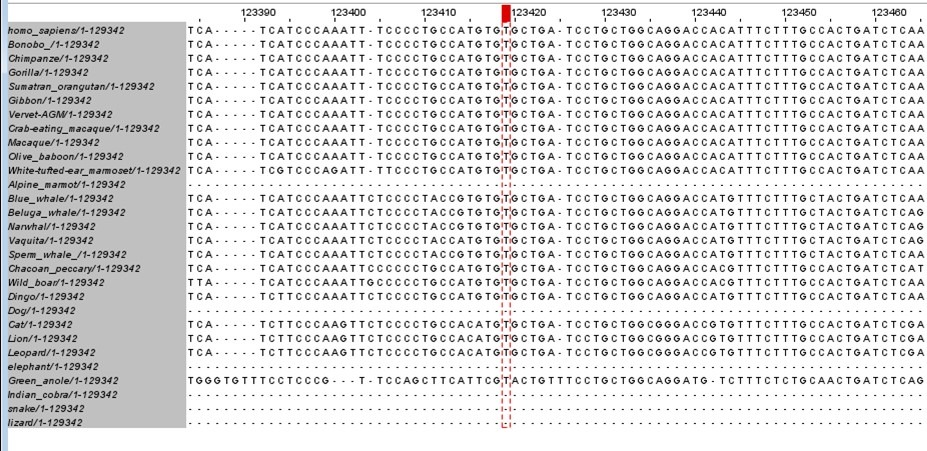 123390 123400 123410 123420 123430 123440 123450 123460
homo_sapiens/1-129342 TCA-----TCATCCCAAATT-TCCCCTGCCATGTGTGCTGA-TCCTGCTGGCAGGACCACATTTCTTTGCCACTGATCTCAA
Bonobo_/1-129342 TCA-----TCATCCCAAATT-TCCCCTGCCATGTGTGCTGA-TCCTGCTGGCAGGACCACATTTCTTTGCCACTGATCTCAA
Chimpanze/1-129342 TCA-----TCATCCCAAATT-TCCCCTGCCATGTGTGCTGA-TCCTGCTGGCAGGACCACATTTCTTTGCCACTGATCTCAA
Gorilla/1-129342 TCA-----TCATCCCAAATT-TCCCCTGCCATGTGTGCTGA-TCCTGCTGGCAGGACCACATTTCTTTGCCACTGATCTCAA
Sumatran_orangutan/1-129342 TCA-----TCATCCCAAATT-TCCCCTGCCATGTGTGCTGA-TCCTGCTGGCAGGACCACATTTCTTTGCCACTGATCTCAA
Gibbon/1-129342 TCA-----TCATCCCAAATT-TCCCCTGCCATGTGTGCTGA-TCCTGCTGGCAGGACCACATTTCTTTGCCACTGATCTCAA
Vervet-AGM/1-129342 TCA-----TCATCCCAAATT-TCCCCTGCCATGTGTGCTGA-TCCTGCTGGCAGGACCACATTTCTTTGCCACTGATCTCAA
Crab-eating_macaque/1-129342 TCA-----TCATCCCAAATT-TCCCCTGCCATGTGTGCTGA-TCCTGCTGGCAGGACCACATTTCTTTGCCACTGATCTCAA
Macaque/1-129342 TCA-----TCATCCCAAATT-TCCCCTGCCATGTGTGCTGA-TCCTGCTGGCAGGACCACATTTCTTTGCCACTGATCTCAA
Olive_baboon/1-129342 TCA-----TCATCCCAAATT-TCCCCTGCCATGTGTGCTGA-TCCTGCTGGCAGGACCACATTTCTTTGCCACTGATCTCAA
White-tufted-ear_marmoset/1-129342 TCA-----TCGTCCCAGATT-TTCCCTGCCATGTGTGCTGA-TCCTGCTGGCAGGACCACATTTCTTTGCCACTGATCTCAA
Alpine_marmot/1-129342 ----------------------------------------------------------------------------------
Blue_whale/1-129342 TCA-----TCATCCCAAATTCTCCCCTACCGTGTGTGCTGA-TCCTGCTGGCAGGACCATGTTTCTTTGCCACTGATCTCAA
Beluga_whale/1-129342 TCA-----TCATCCCAAATTCTCCCCTACCGTGTGTGCTGA-TCCTGCTGGCAGGACCATGTTTCTTTGCTACTGATCTCAG
Narwhal/1-129342 TCA-----TCATCCCAAATTCTCCCCTACCGTGTGTGCTGA-TCCTGCTGGCAGGACCATGTTTCTTTGCTACTGATCTCAG
Vaquita/1-129342 TCA-----TCATCCCAAATTCTCCCCTACCGTGTGTGCTGA-TCCTGCTGGCAGGACCATGTTTCTTTGCTACTGATCTCAG
Sperm_whale_/1-129342 TCA-----TCATCCCAAATTCTCCCCTACCGTGTGTGCTGA-TCCTGCTGGCAGGACCATGTTTCTTTGCCACTGATCTCAA
Chacoan_peccary/1-129342 TCA-----TCATCCCAAATTCCCCCCTGCCGTGTGTGCTGA-TCCTGCTGGCAGGACCACGTTTCTTTGCCACTGATCTCAT
Wild_boar/1-129342 TTA-----TCATCCCAAATTGCCCCCTGCCATGTGTGCTGA-TCCTGCTGGCAGGACCACGTTTCTTTGCCACTGATCTCAA
Dingo/1-129342 TCA-----TCTTCCCAAATTCTCCCCTGCCATGTGTGCTGA-TCCTGCTGGCAGGACCATGTTTCTTTGCCACTGATCTCAA
Dog/1-129342 ----------------------------------------------------------------------------------
Cat/1-129342 TCA-----TCTTCCCAAGTTCTCCCCTGCCACATGTGCTGA-TCCTGCTGGCGGGACCGTGTTTCTTTGCCACTGATCTCGA
Lion/1-129342 TCA-----TCTTCCCAAGTTCTCCCCTGCCACATGTGCTGA-TCCTGCTGGCGGGACCGTGTTTCTTTGCCACTGATCTCGA
Leopard/1-129342 TCA-----TCTTCCCAAGTTCTCCCCTGCCACATGTGCTGA-TCCTGCTGGCGGGACCGTGTTTCTTTGCCACTGATCTCGA
elephant/1-129342 ----------------------------------------------------------------------------------
Green_anole/1-129342 TGGGTGTTTCCTCCCG---T-TCCAGCTTCATTCGTACTGTTTCCTGCTGGCAGGATG-TCTTTCTCTGCAACTGATCTCAG
Indian_cobra/1-129342 ----------------------------------------------------------------------------------
snake/1-129342 ----------------------------------------------------------------------------------
lizard/1-129342 ----------------------------------------------------------------------------------